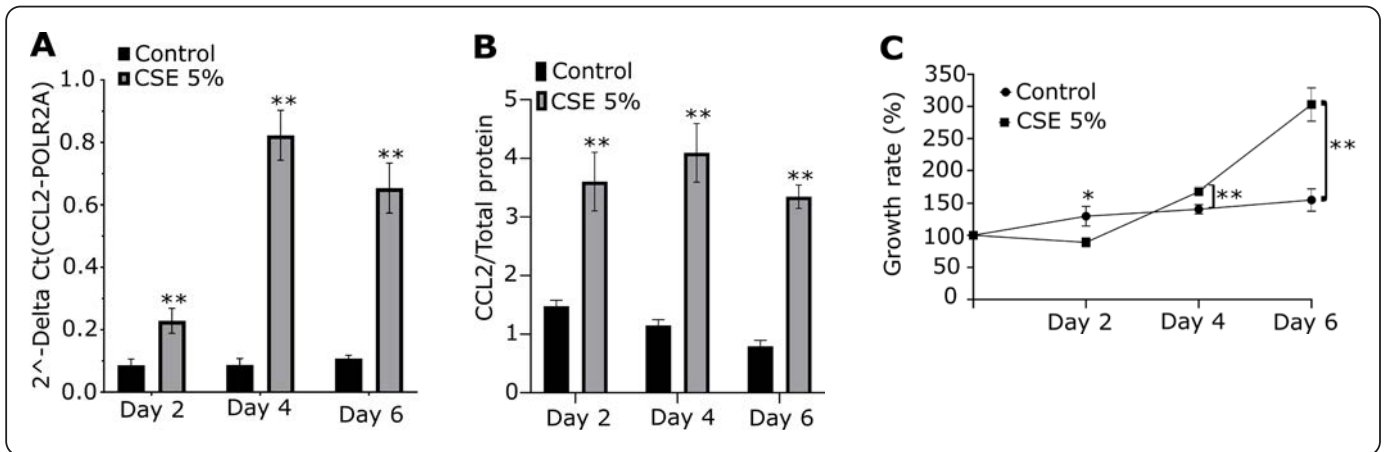 A
Control
CSE 5%
2^-Delta Ct(CCL2-POLR2A)
1.0
0.8
0.6
0.4
0.2
0.0
**
**
**
Day 2
Day 4
Day 6
B
Control
CSE 5%
CCL2/Total protein
5
4
3
2
1
0
**
**
**
Day 2
Day 4
Day 6
C
Control
CSE 5%
Growth rate (%)
350
300
250
200
150
100
50
0
*
**
**
Day 2
Day 4
Day 6